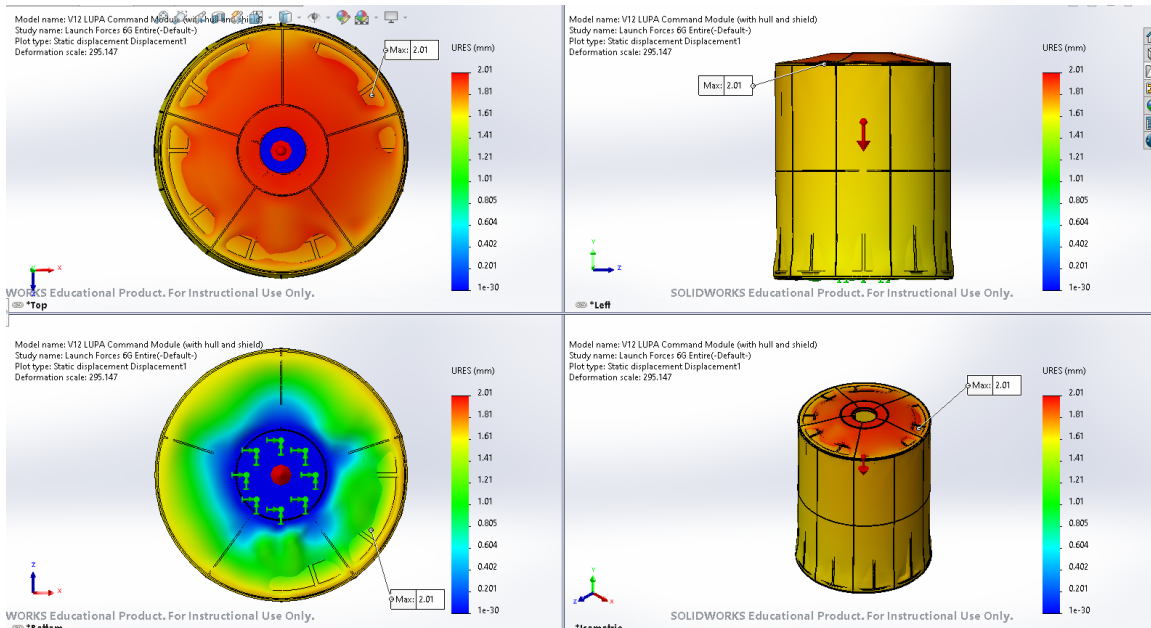 Model name: V12 LUPA Command Module (with hull and shield)
Study name: Launch Forces 6G Entire(-Default-)
Plot type: Static displacement Displacement1
Deformation scale: 295.147
Max: 2.01
URES (mm)
2.01
1.81
1.61
1.41
1.21
1.01
0.805
0.604
0.402
0.201
1e-30
x
WORKS Educational Product. For Instructional Use Only.
*Top
Model name: V12 LUPA Command Module (with hull and shield)
Study name: Launch Forces 6G Entire(-Default-)
Plot type: Static displacement Displacement1
Deformation scale: 295.147
Max: 2.01
URES (mm)
2.01
1.81
1.61
1.41
1.21
1.01
0.805
0.604
0.402
0.201
1e-30
Y
Z
SOLIDWORKS Educational Product. For Instructional Use Only.
*Left
Model name: V12 LUPA Command Module (with hull and shield)
Study name: Launch Forces 6G Entire(-Default-)
Plot type: Static displacement Displacement1
Deformation scale: 295.147
URES (mm)
2.01
1.81
1.61
1.41
1.21
1.01
0.805
0.604
0.402
0.201
1e-30
Max: 2.01
Z
x
WORKS Educational Product. For Instructional Use Only.
*Bottom
Model name: V12 LUPA Command Module (with hull and shield)
Study name: Launch Forces 6G Entire(-Default-)
Plot type: Static displacement Displacement1
Deformation scale: 295.147
Max: 2.01
URES (mm)
2.01
1.81
1.61
1.41
1.21
1.01
0.805
0.604
0.402
0.201
1e-30
Y
Z
X
SOLIDWORKS Educational Product. For Instructional Use Only.
*Isometric